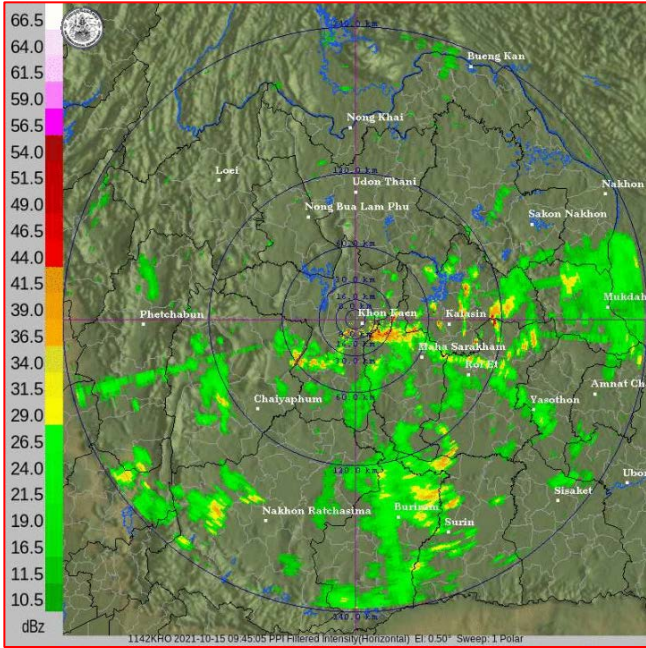 66.5
64.0
61.5
59.0
56.5
54.0
51.5
49.0
46.5
44.0
41.5
39.0
36.5
34.0
31.5
29.0
26.5
24.5
22.0
19.0
16.5
11.5
10.5
dBz
Bueng Kan
Nong Khai
Loei
Udon Thani
Nong Bua Lam Phu
Nakhon
Sakon Nakhon
Mukdah
Phetchabun
Khon Kaen
Kalasin
Maha Sarakham
Roi Et
Amnat Ch
Chaiyaphum
Yasothon
Ubor
Sisaket
Nakhon Ratchasima
Buriram
Surin
1142KHO 2021-10-15 09:45:05 PPI Filtered Intensity(Horizontal) El: 0.50° Sweep: 1 Polar